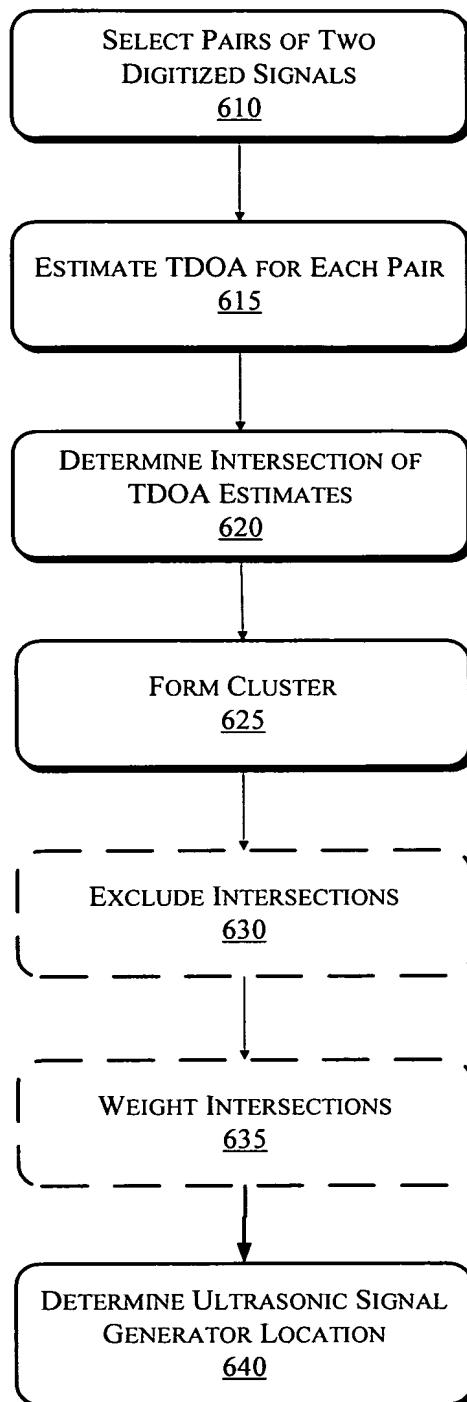 SELECT PAIRS OF TWO
DIGITIZED SIGNALS
610
ESTIMATE TDOA FOR EACH PAIR
615
DETERMINE INTERSECTION OF
TDOA ESTIMATES
620
FORM CLUSTER
625
EXCLUDE INTERSECTIONS
630
WEIGHT INTERSECTIONS
635
DETERMINE ULTRASONIC SIGNAL
GENERATOR LOCATION
640